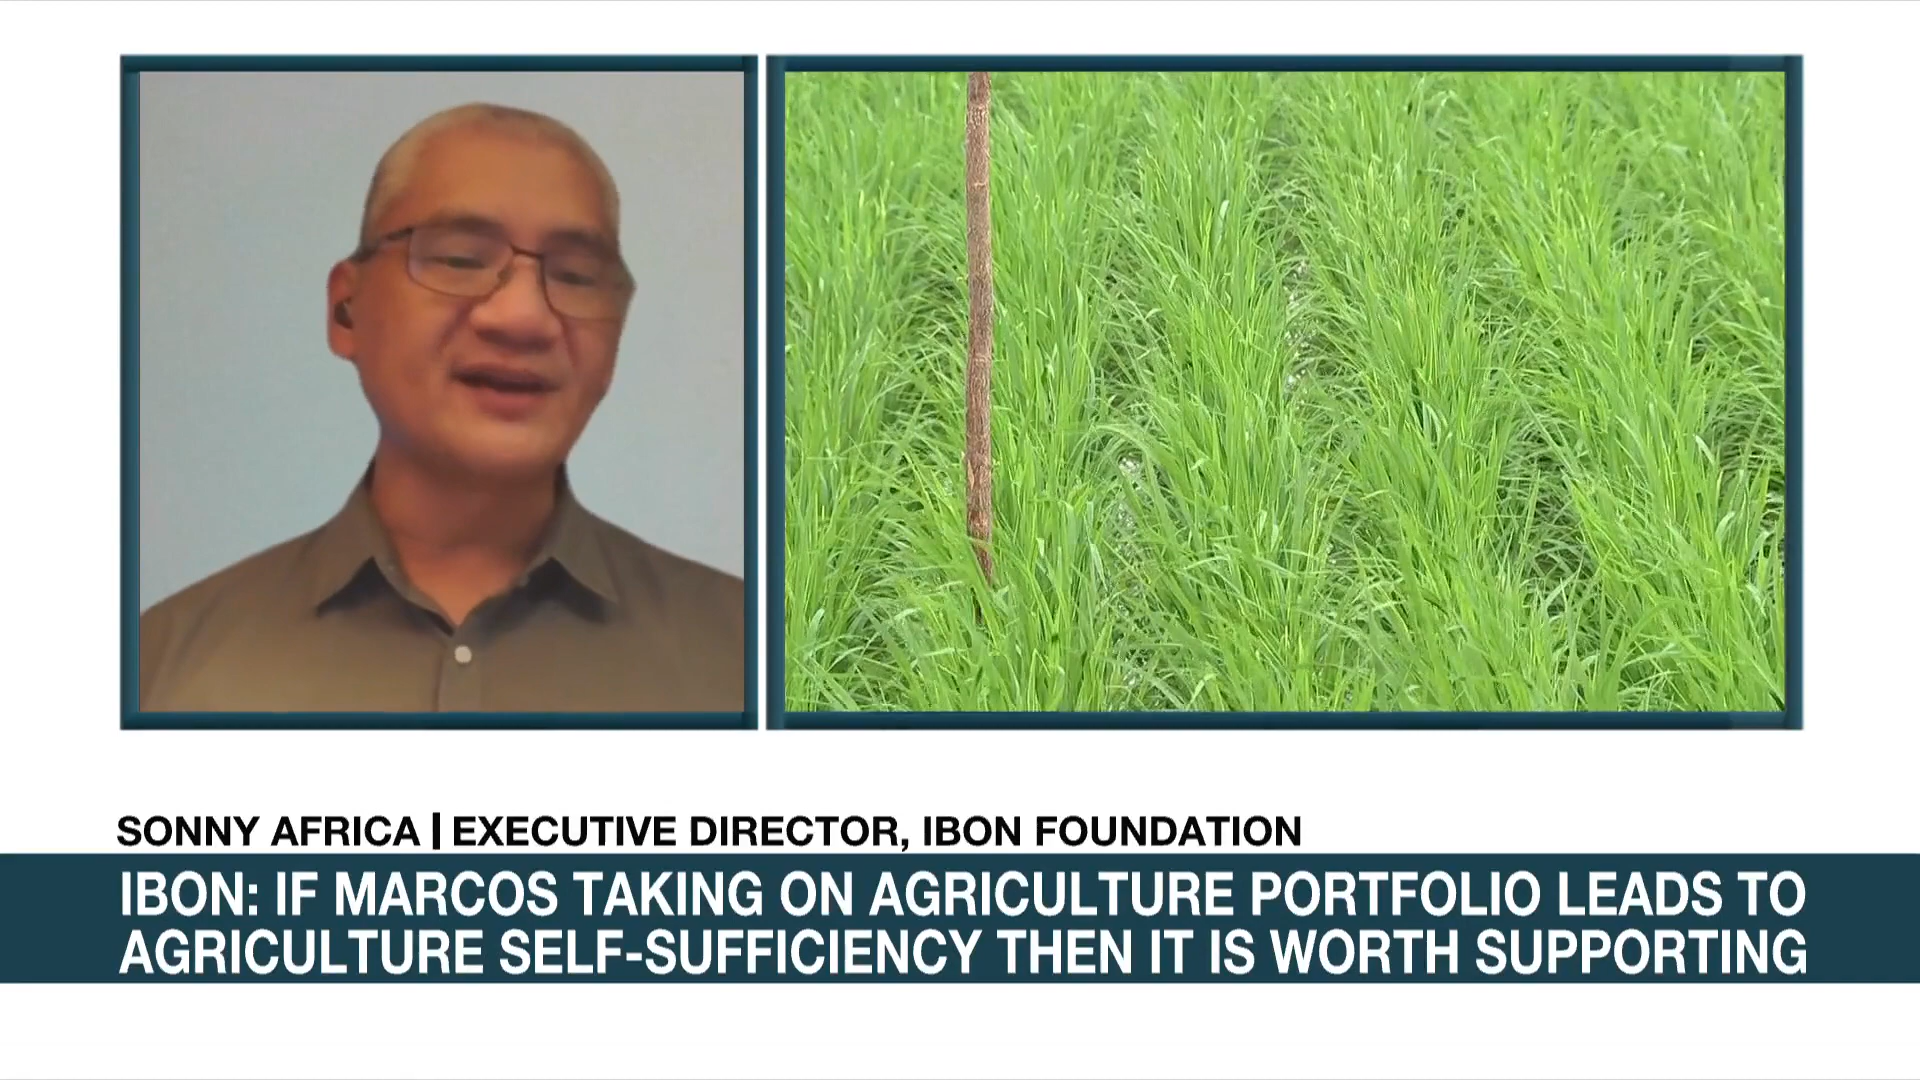 SONNY AFRICA | EXECUTIVE DIRECTOR, IBON FOUNDATION
IBON: IF MARCOS TAKING ON AGRICULTURE PORTFOLIO LEADS TO
AGRICULTURE SELF-SUFFICIENCY THEN IT IS WORTH SUPPORTING